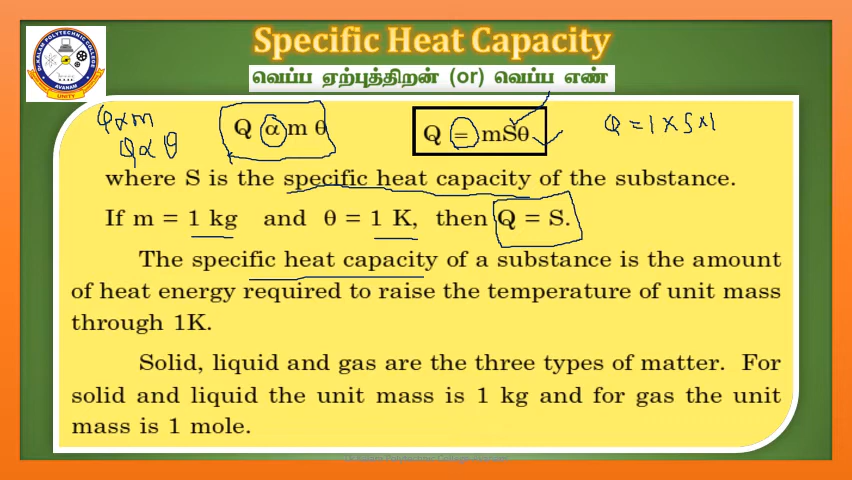 Specific Heat Capacity
வெப்ப ஏற்புத்திறன் (or) வெப்ப எண்
Q α m
Q α θ
Q α m θ
Q = mSθ
Q = 1 x S x 1
where S is the specific heat capacity of the substance.
If m = 1 kg and θ = 1 K, then Q = S.
The specific heat capacity of a substance is the amount
of heat energy required to raise the temperature of unit mass
through 1K.
Solid, liquid and gas are the three types of matter. For
solid and liquid the unit mass is 1 kg and for gas the unit
mass is 1 mole.